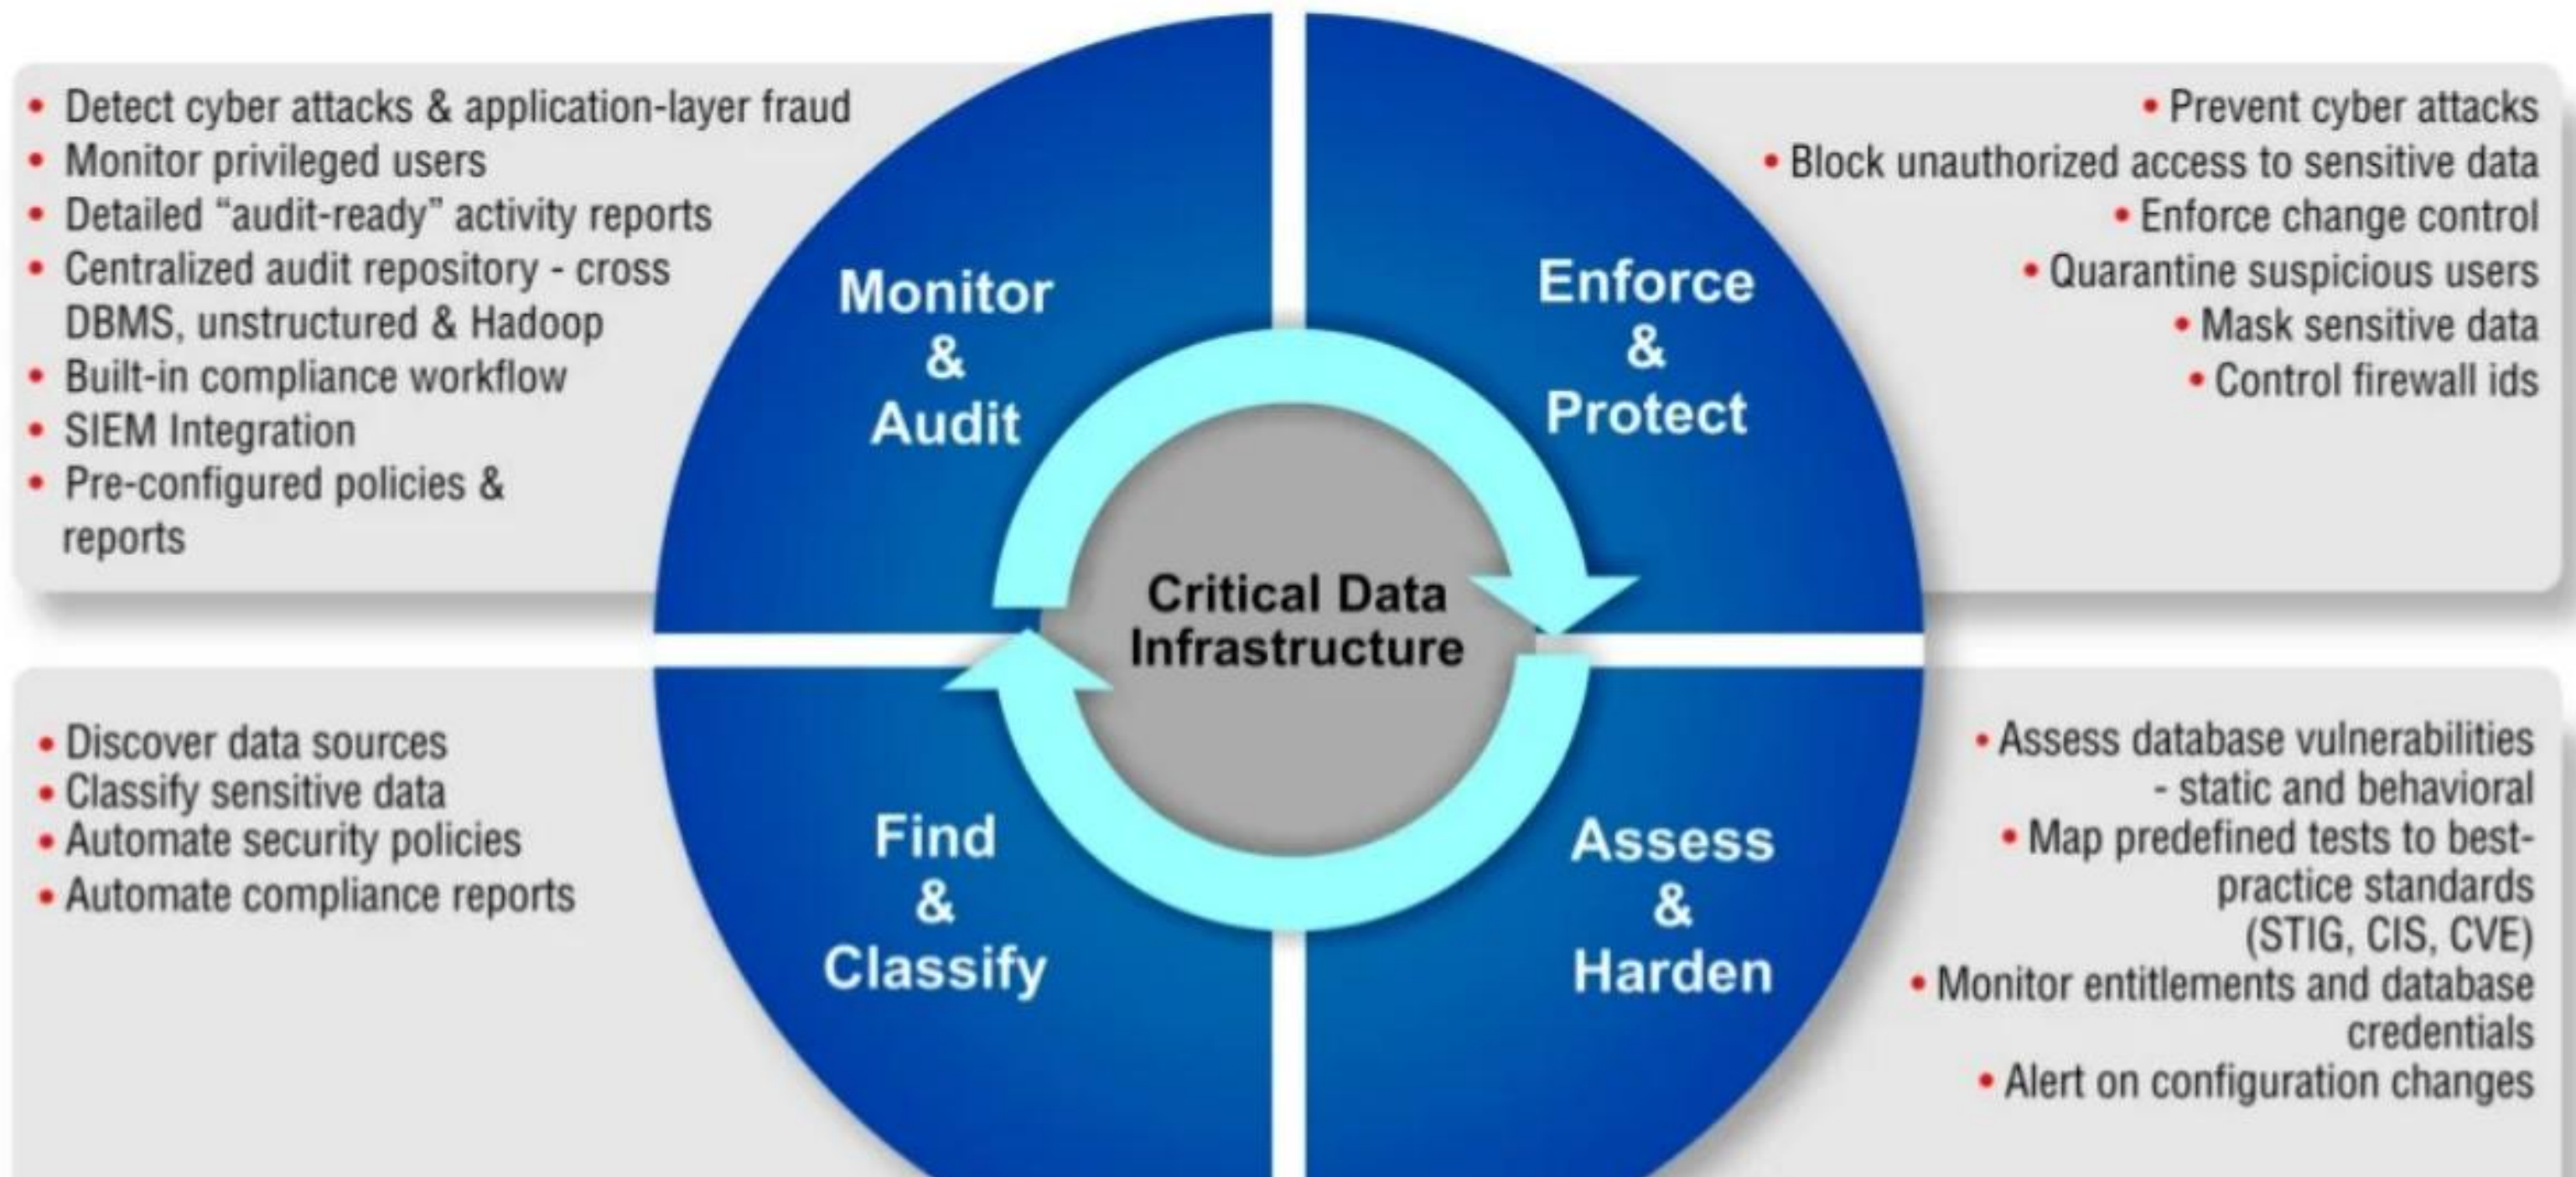 • Detect cyber attacks & application-layer fraud
• Monitor privileged users
• Detailed “audit-ready” activity reports
• Centralized audit repository - cross
DBMS, unstructured & Hadoop
• Built-in compliance workflow
• SIEM Integration
• Pre-configured policies &
reports
Monitor
&
Audit
Enforce
&
Protect
• Prevent cyber attacks
• Block unauthorized access to sensitive data
• Enforce change control
• Quarantine suspicious users
• Mask sensitive data
• Control firewall ids
Critical Data
Infrastructure
• Discover data sources
• Classify sensitive data
• Automate security policies
• Automate compliance reports
Find
&
Classify
Assess
&
Harden
• Assess database vulnerabilities
- static and behavioral
• Map predefined tests to best-
practice standards
(STIG, CIS, CVE)
• Monitor entitlements and database
credentials
• Alert on configuration changes